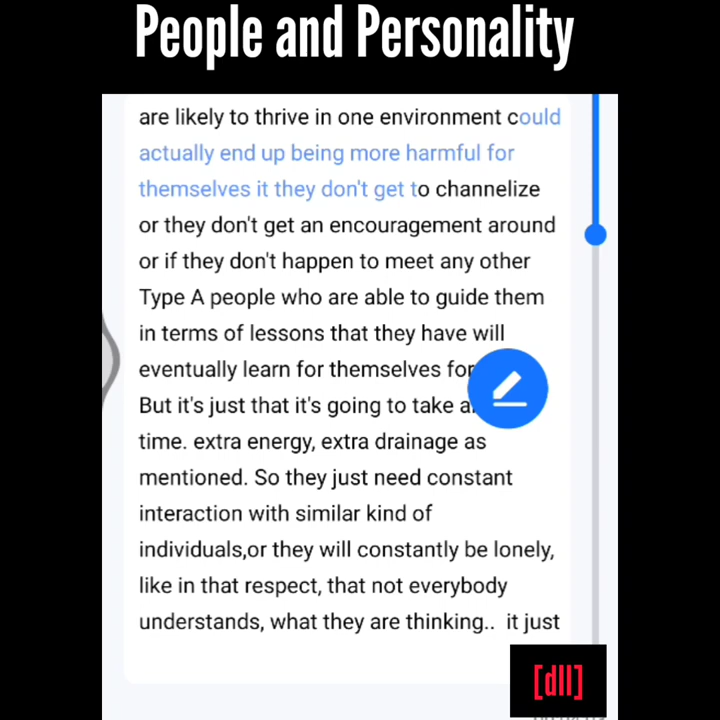 People and Personality
are likely to thrive in one environment could
actually end up being more harmful for
themselves it they don't get to channelize
or they don't get an encouragement around
or if they don't happen to meet any other
Type A people who are able to guide them
in terms of lessons that they have will
eventually learn for themselves for
But it's just that it's going to take a
time. extra energy, extra drainage as
mentioned. So they just need constant
interaction with similar kind of
individuals,or they will constantly be lonely,
like in that respect, that not everybody
understands, what they are thinking.. it just
[dll]